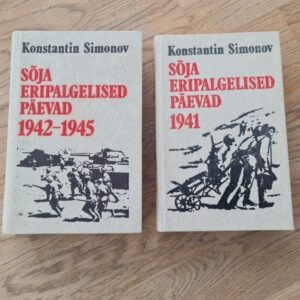 Konstantin Simonov
SÕJA
ERIPALGELISED
PÄEVAD
1942-1945
Konstantin Simonov
SÕJA
ERIPALGELISED
PÄEVAD
1941